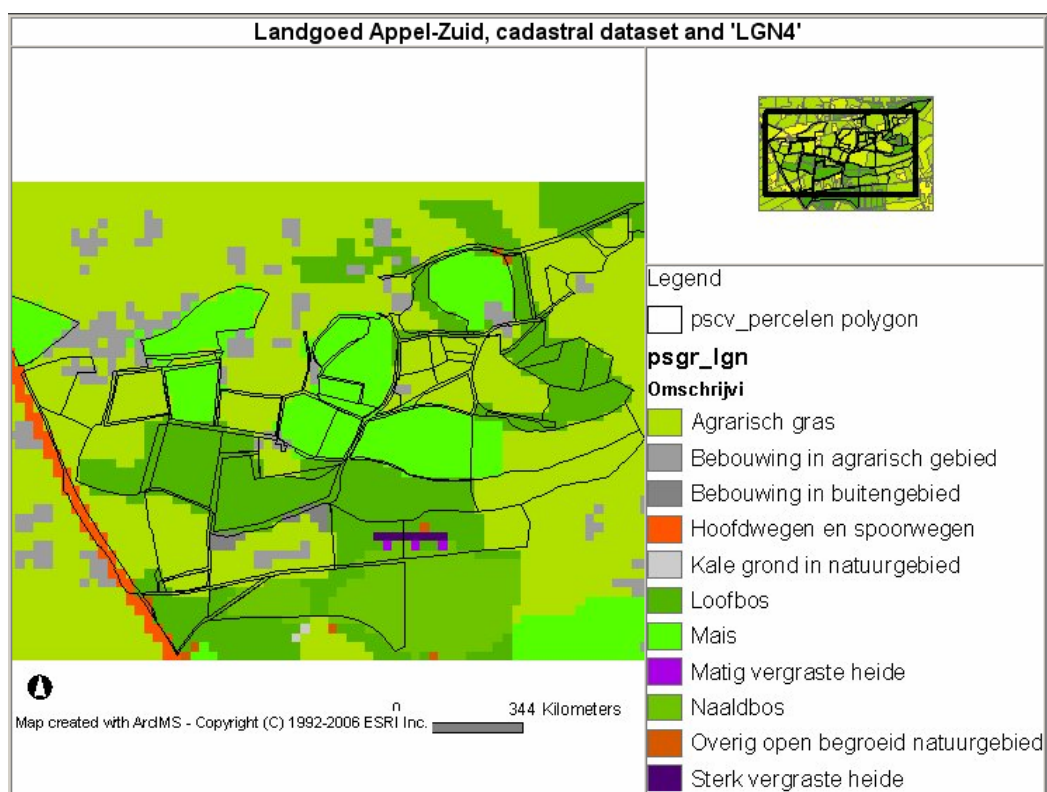 Landgoed Appel-Zuid, cadastral dataset and 'LGN4'
Legend
pscv_percelen polygon
psgr_lgn
Omschrijvi
Agrarisch gras
Bebouwing in agrarisch gebied
Bebouwing in buitengebied
Hoofdwegen en spoorwegen
Kale grond in natuurgebied
Loofbos
Mais
Matig vergraste heide
Naaldbos
Overig open begroeid natuurgebied
Sterk vergraste heide
0 344 Kilometers
Map created with ArcIMS - Copyright (C) 1992-2006 ESRI Inc.